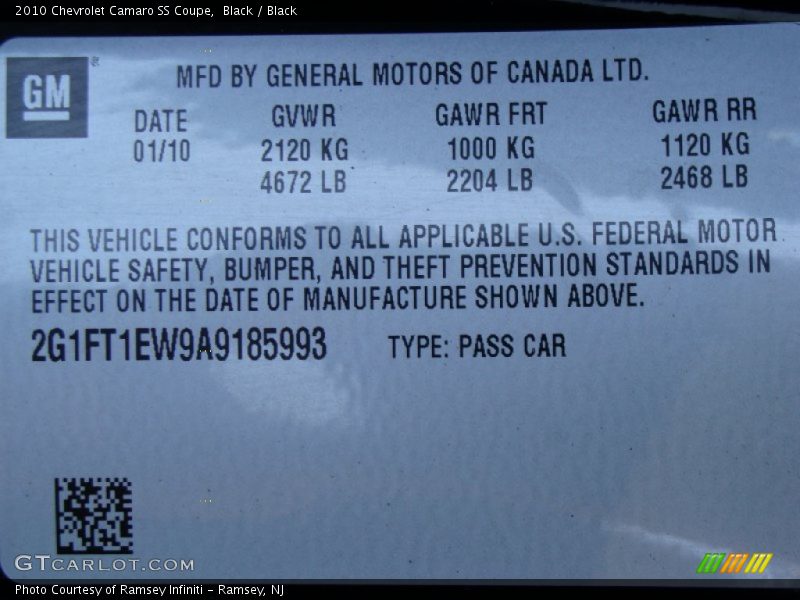 2010 Chevrolet Camaro SS Coupe, Black / Black
GM
MFD BY GENERAL MOTORS OF CANADA LTD.
DATE GVWR GAWR FRT GAWR RR
01/10 2120 KG 1000 KG 1120 KG
4672 LB 2204 LB 2468 LB
THIS VEHICLE CONFORMS TO ALL APPLICABLE U.S. FEDERAL MOTOR
VEHICLE SAFETY, BUMPER, AND THEFT PREVENTION STANDARDS IN
EFFECT ON THE DATE OF MANUFACTURE SHOWN ABOVE.
2G1FT1EW9A9185993 TYPE: PASS CAR
GTCARLOT.COM
Photo Courtesy of Ramsey Infiniti - Ramsey, NJ